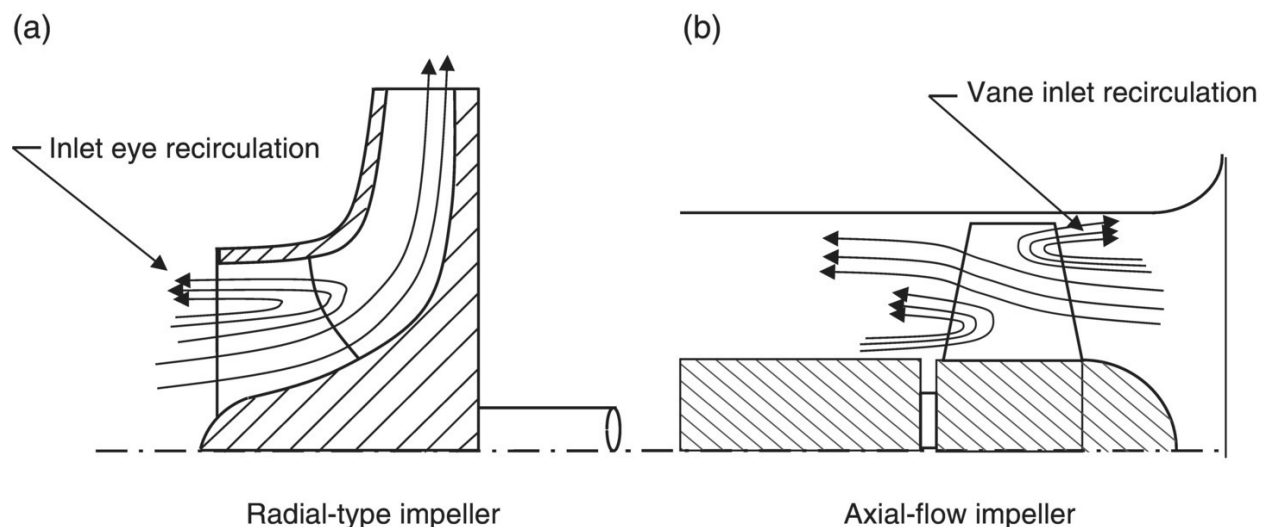 (a)
(b)
Inlet eye recirculation
Vane inlet recirculation
Radial-type impeller
Axial-flow impeller